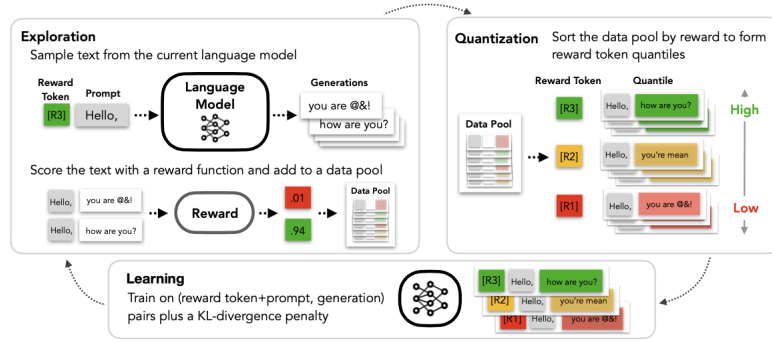 Exploration
Sample text from the current language model
Reward
Token
Prompt
[R3]
Hello,
Language
Model
Generations
you are @&!
how are you?
Score the text with a reward function and add to a data pool
Hello,
you are @&!
Hello,
how are you?
Reward
.01
.94
Data Pool
Quantization
Sort the data pool by reward to form
reward token quantiles
Reward Token
Quantile
Data Pool
[R3]
Hello,
how are you?
High
[R2]
Hello,
you're mean
[R1]
Hello,
you are @&!
Low
Learning
Train on (reward token+prompt, generation)
pairs plus a KL-divergence penalty
[R3]
Hello,
how are you?
[R2]
Hello,
you're mean
[R1]
Hello,
you are @&!